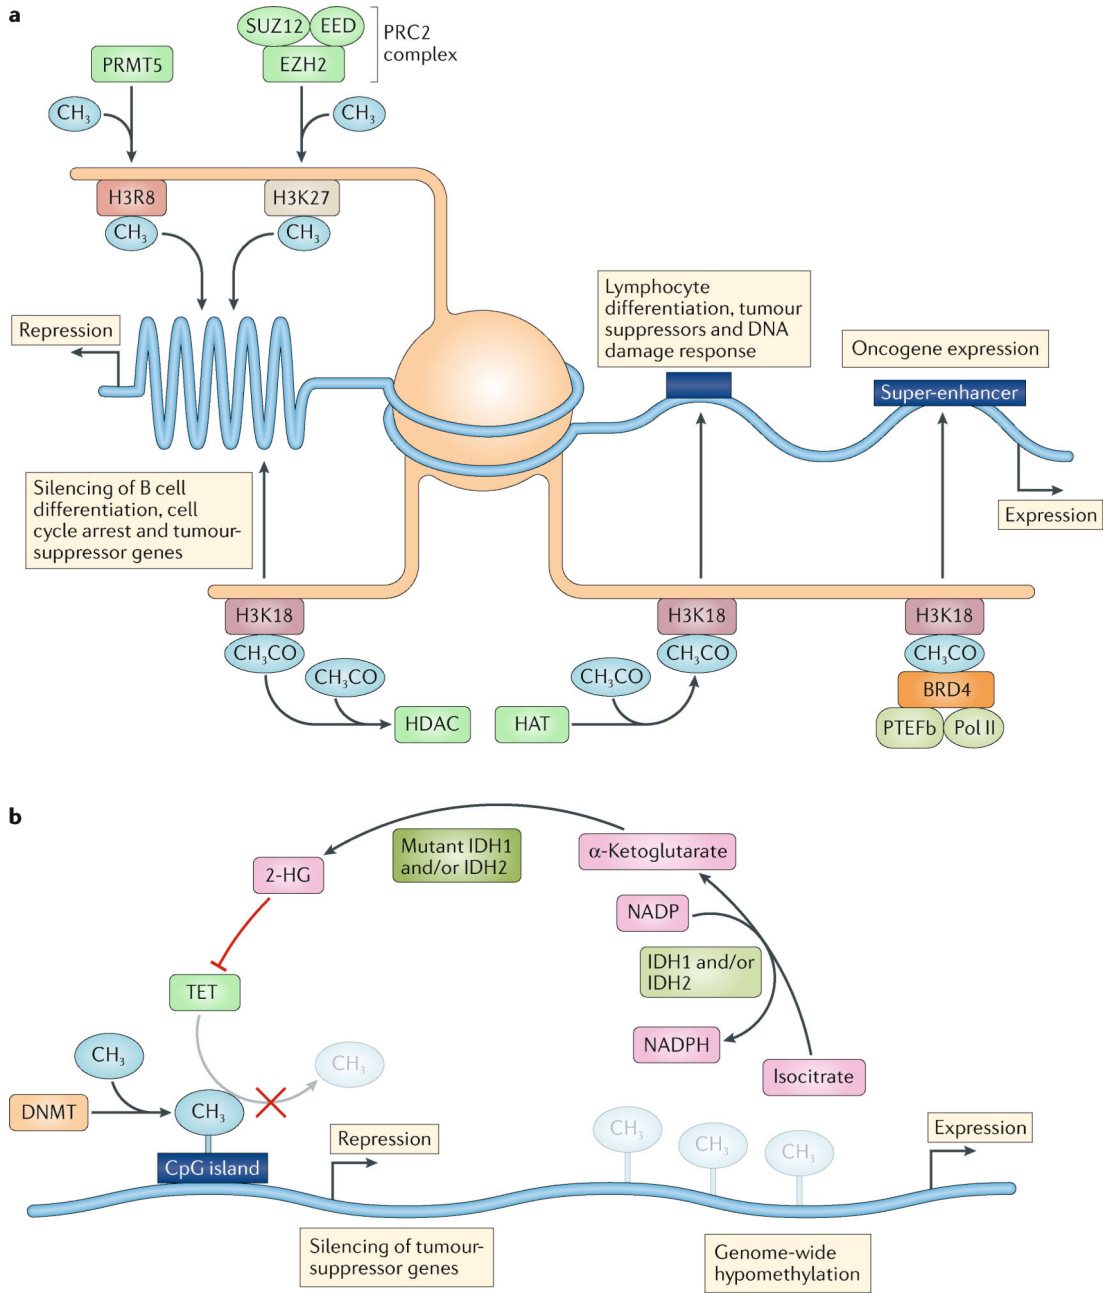 a
SUZ12
EED
PRC2
complex
PRMT5
EZH2
CH3
CH3
H3R8
H3K27
CH3
CH3
Lymphocyte
differentiation, tumour
suppressors and DNA
damage response
Repression
Oncogene expression
Super-enhancer
Silencing of B cell
differentiation, cell
cycle arrest and tumour-
suppressor genes
Expression
H3K18
H3K18
H3K18
CH3CO
CH3CO
CH3CO
CH3CO
CH3CO
BRD4
HDAC
HAT
PTEFb
Pol II
b
Mutant IDH1
and/or IDH2
α-Ketoglutarate
2-HG
NADP
IDH1 and/or
IDH2
TET
NADPH
CH3
CH3
Isocitrate
DNMT
CH3
CH3
CH3
CH3
Repression
Expression
CpG island
Silencing of tumour-
suppressor genes
Genome-wide
hypomethylation